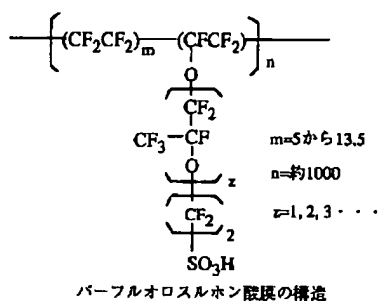 (CF2CF2)m (CFCF2) n
O
CF2
CF3 CF
O
z
CF2
2
SO3H
m=5から13.5
n=約1000
z=1, 2, 3・・・
パーフルオロスルホン酸膜の構造